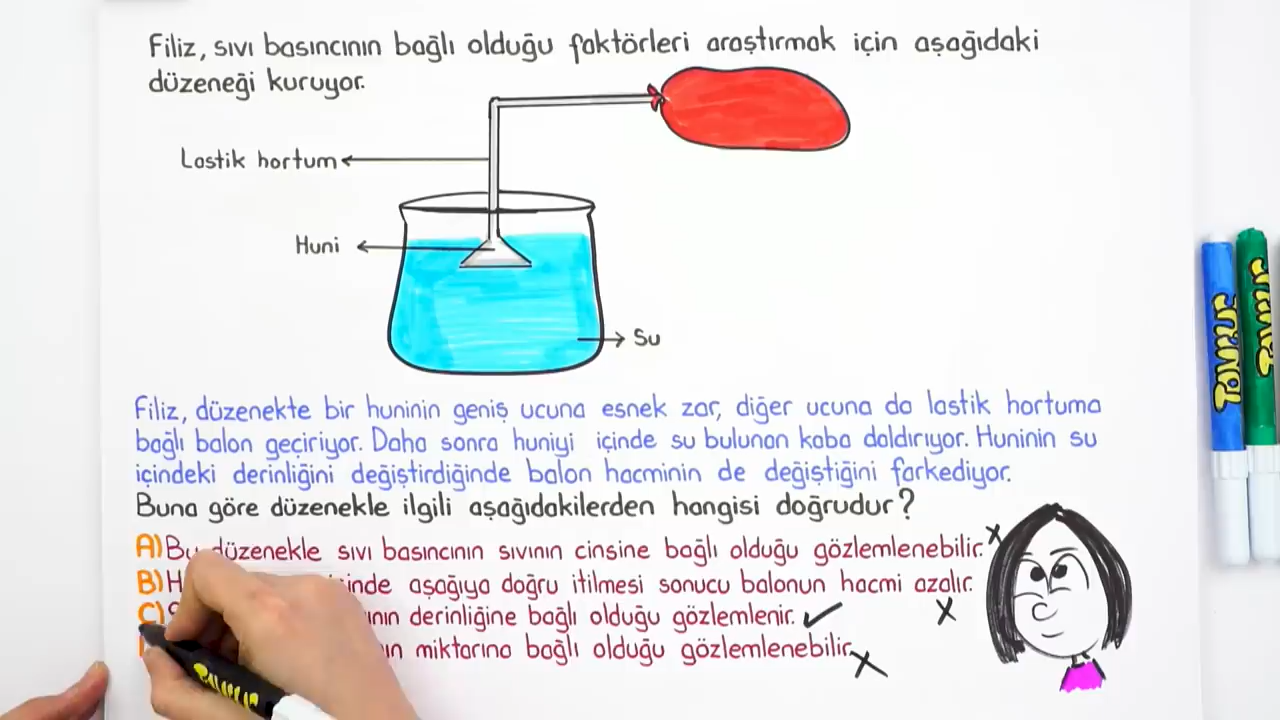 Filiz, sıvı basıncının bağlı olduğu faktörleri araştırmak için aşağıdaki
düzeneği kuruyor.
Lastik hortum
Huni
Su
Filiz, düzenekte bir huninin geniş ucuna esnek zar, diğer ucuna da lastik hortuma
bağlı balon geçiriyor. Daha sonra huniyi içinde su bulunan kaba daldırıyor. Huninin su
içindeki derinliğini değiştirdiğinde balon hacminin de değiştiğini farkediyor.
Buna göre düzenekle ilgili aşağıdakilerden hangisi doğrudur?
A) Bu düzenekle sıvı basıncının sıvının cinsine bağlı olduğu gözlemlenebilir.
B) aşağıya doğru itilmesi sonucu balonun hacmi azalır.
C) derinliğine bağlı olduğu gözlemlenir.
miktarına bağlı olduğu gözlemlenebilir.